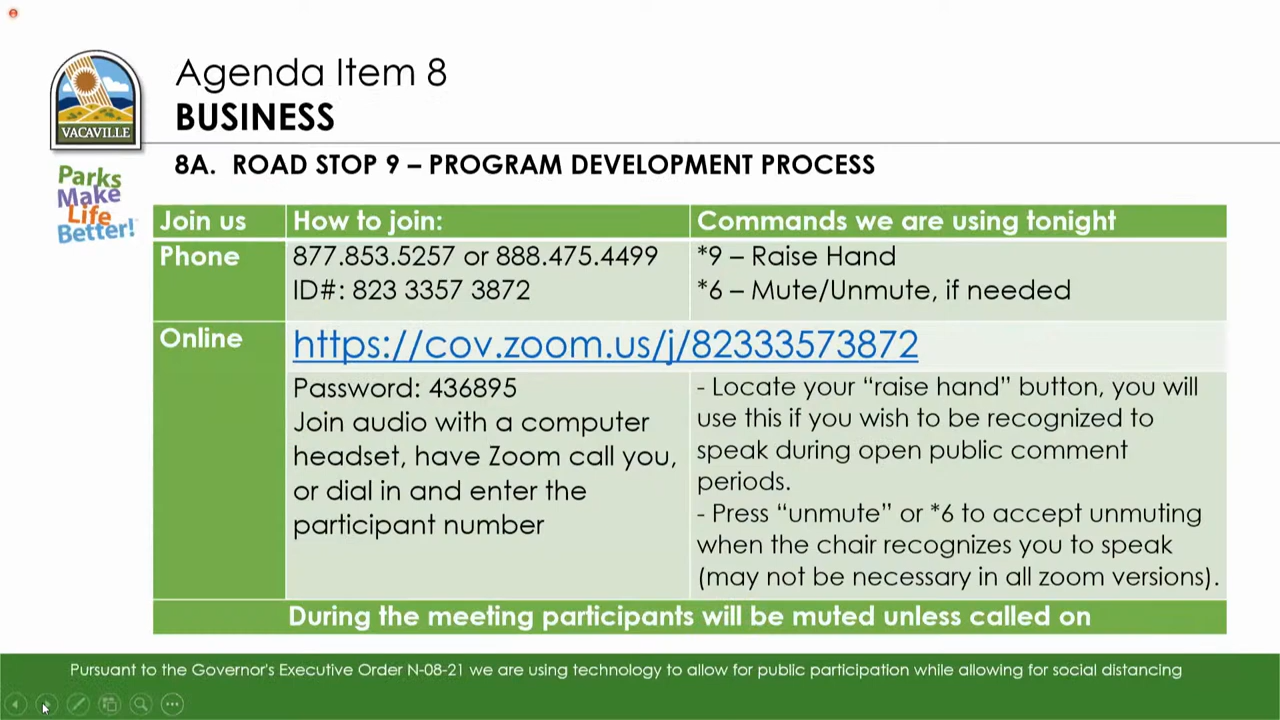 Agenda Item 8
BUSINESS
VACAVILLE
8A. ROAD STOP 9 – PROGRAM DEVELOPMENT PROCESS
Parks
Make
Life
Better!
Join us
How to join:
Commands we are using tonight
Phone
877.853.5257 or 888.475.4499
ID#: 823 3357 3872
*9 – Raise Hand
*6 – Mute/Unmute, if needed
Online
https://cov.zoom.us/j/82333573872
Password: 436895
Join audio with a computer
headset, have Zoom call you,
or dial in and enter the
participant number
- Locate your “raise hand” button, you will
use this if you wish to be recognized to
speak during open public comment
periods.
- Press “unmute” or *6 to accept unmuting
when the chair recognizes you to speak
(may not be necessary in all zoom versions).
During the meeting participants will be muted unless called on
Pursuant to the Governor's Executive Order N-08-21 we are using technology to allow for public participation while allowing for social distancing